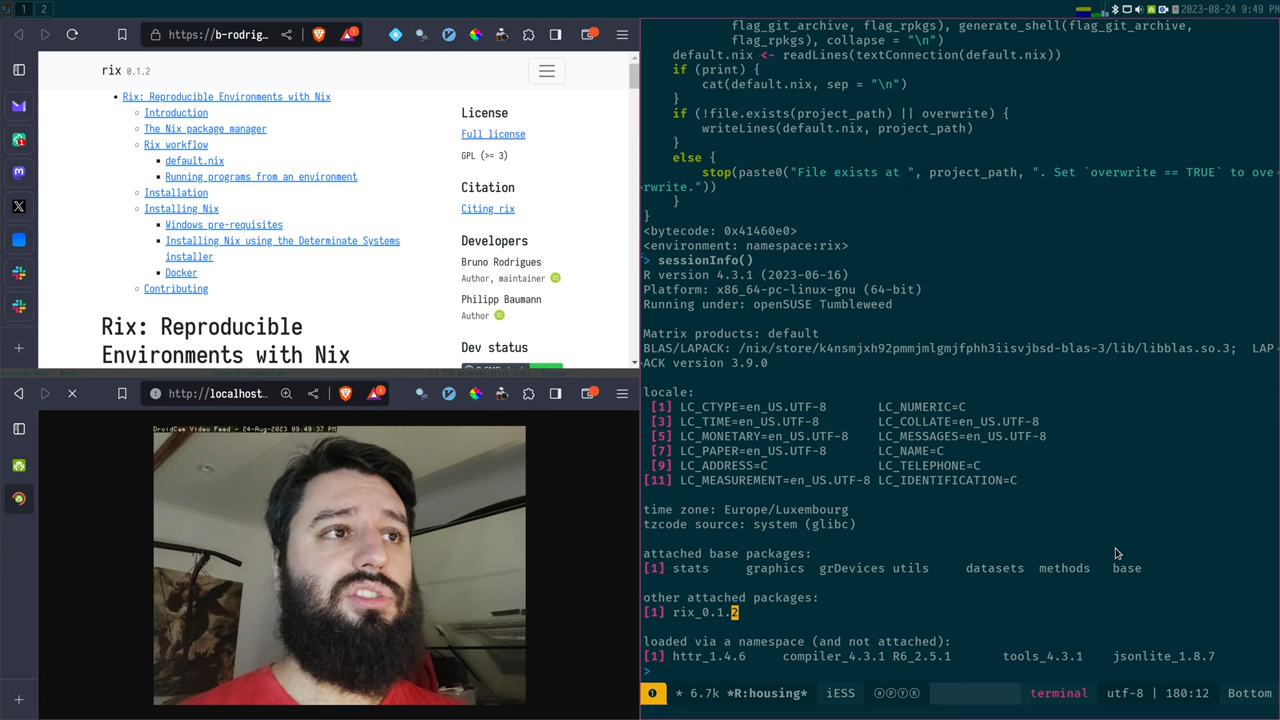 1 2
2023-08-24 9:49 PM
https://b-rodrig…
rix 0.1.2
Rix: Reproducible Environments with Nix
Introduction
The Nix package manager
Rix workflow
default.nix
Running programs from an environment
Installation
Installing Nix
Windows pre-requisites
Installing Nix using the Determinate Systems
installer
Docker
Contributing
Rix: Reproducible
Environments with Nix
License
Full license
GPL (>= 3)
Citation
Citing rix
Developers
Bruno Rodrigues
Author, maintainer
Philipp Baumann
Author
Dev status
http://localhost…
DroidCam Video Feed - 24-Aug-2023 09:49:37 PM
flag_git_archive, flag_rpkgs), generate_shell(flag_git_archive,
flag_rpkgs), collapse = "\n")
default.nix <- readLines(textConnection(default.nix))
if (print) {
cat(default.nix, sep = "\n")
}
if (!file.exists(project_path) || overwrite) {
writeLines(default.nix, project_path)
}
else {
stop(paste0("File exists at ", project_path, ". Set `overwrite == TRUE` to ove
rwrite."))
}
}
<bytecode: 0x41460e0>
<environment: namespace:rix>
> sessionInfo()
R version 4.3.1 (2023-06-16)
Platform: x86_64-pc-linux-gnu (64-bit)
Running under: openSUSE Tumbleweed
Matrix products: default
BLAS/LAPACK: /nix/store/k4nsmjxh92pmmjmlgmjfphh3iisvjbsd-blas-3/lib/libblas.so.3;  LAP
ACK version 3.9.0
locale:
[1] LC_CTYPE=en_US.UTF-8 LC_NUMERIC=C
[3] LC_TIME=en_US.UTF-8 LC_COLLATE=en_US.UTF-8
[5] LC_MONETARY=en_US.UTF-8 LC_MESSAGES=en_US.UTF-8
[7] LC_PAPER=en_US.UTF-8 LC_NAME=C
[9] LC_ADDRESS=C LC_TELEPHONE=C
[11] LC_MEASUREMENT=en_US.UTF-8 LC_IDENTIFICATION=C
time zone: Europe/Luxembourg
tzcode source: system (glibc)
attached base packages:
[1] stats graphics grDevices utils datasets methods base
other attached packages:
[1] rix_0.1.2
loaded via a namespace (and not attached):
[1] httr_1.4.6 compiler_4.3.1 R6_2.5.1 tools_4.3.1 jsonlite_1.8.7
>
* 6.7k *R:housing* iESS ⓐⓟⓨⓚ terminal utf-8 | 180:12 Bottom